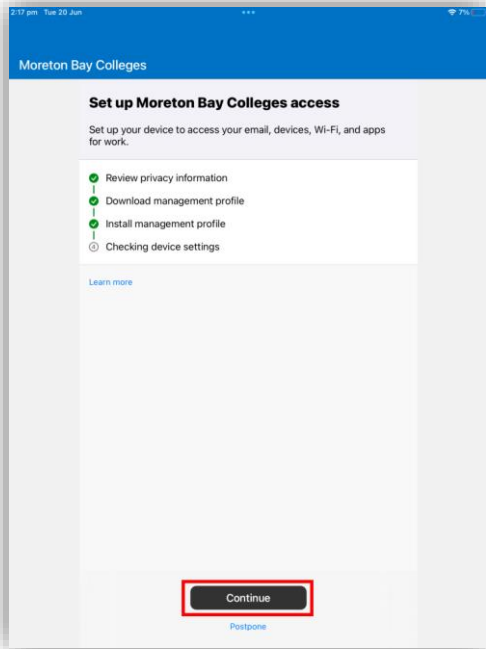 2:17 pm Tue 20 Jun ••• 7%
Moreton Bay Colleges
Set up Moreton Bay Colleges access
Set up your device to access your email, devices, Wi-Fi, and apps
for work.
Review privacy information
Download management profile
Install management profile
4 Checking device settings
Learn more
Continue
Postpone